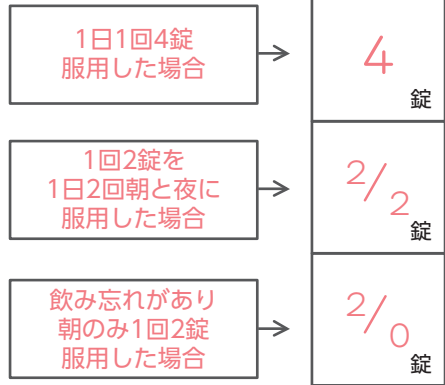 1日1回4錠
服用した場合
4
錠
1回2錠を
1日2回朝と夜に
服用した場合
2/2
錠
飲み忘れがあり
朝のみ1回2錠
服用した場合
2/0
錠